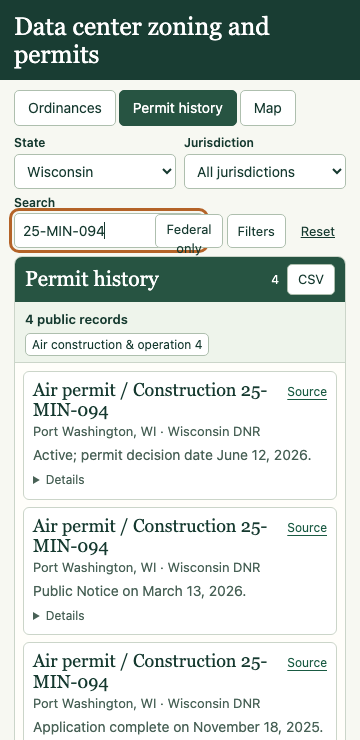 Data center zoning and
permits
Ordinances
Permit history
Map
State
Jurisdiction
Wisconsin
All jurisdictions
Search
25-MIN-094
Federal
only
Filters
Reset
Permit history
4
CSV
4 public records
Air construction & operation 4
Air permit / Construction 25-
MIN-094
Source
Port Washington, WI · Wisconsin DNR
Active; permit decision date June 12, 2026.
Details
Air permit / Construction 25-
MIN-094
Source
Port Washington, WI · Wisconsin DNR
Public Notice on March 13, 2026.
Details
Air permit / Construction 25-
MIN-094
Source
Port Washington, WI · Wisconsin DNR
Application complete on November 18, 2025.